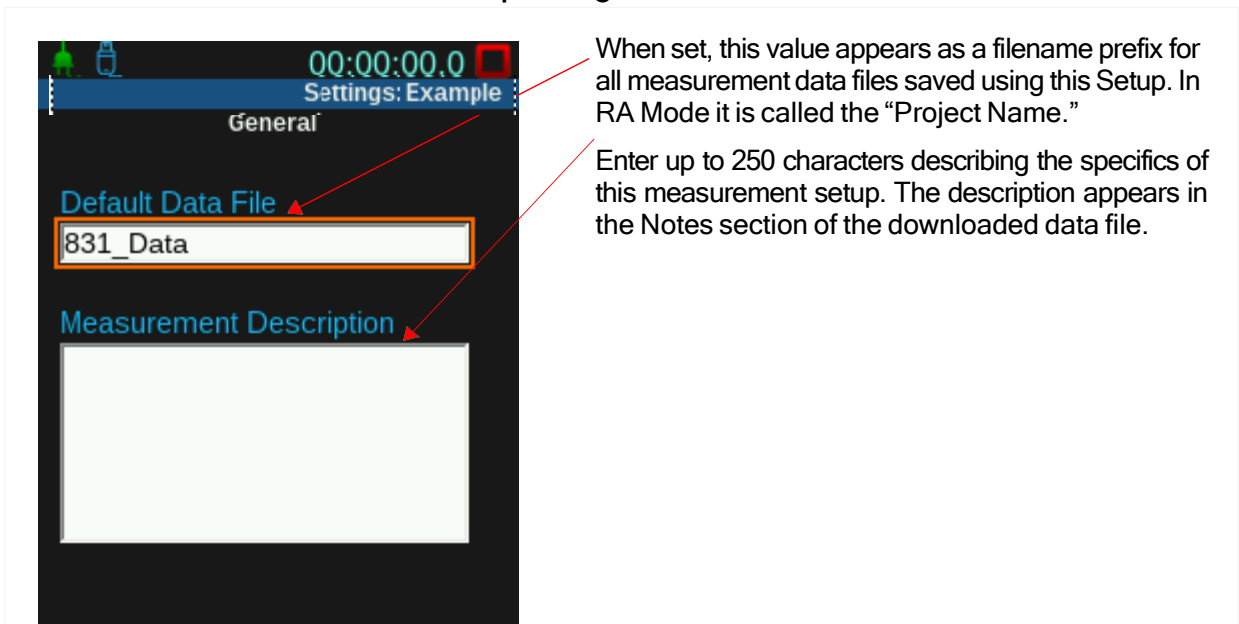 00:00:00.0
Settings: Example
General
Default Data File
831_Data
Measurement Description
When set, this value appears as a filename prefix for
all measurement data files saved using this Setup. In
RA Mode it is called the “Project Name.”
Enter up to 250 characters describing the specifics of
this measurement setup. The description appears in
the Notes section of the downloaded data file.